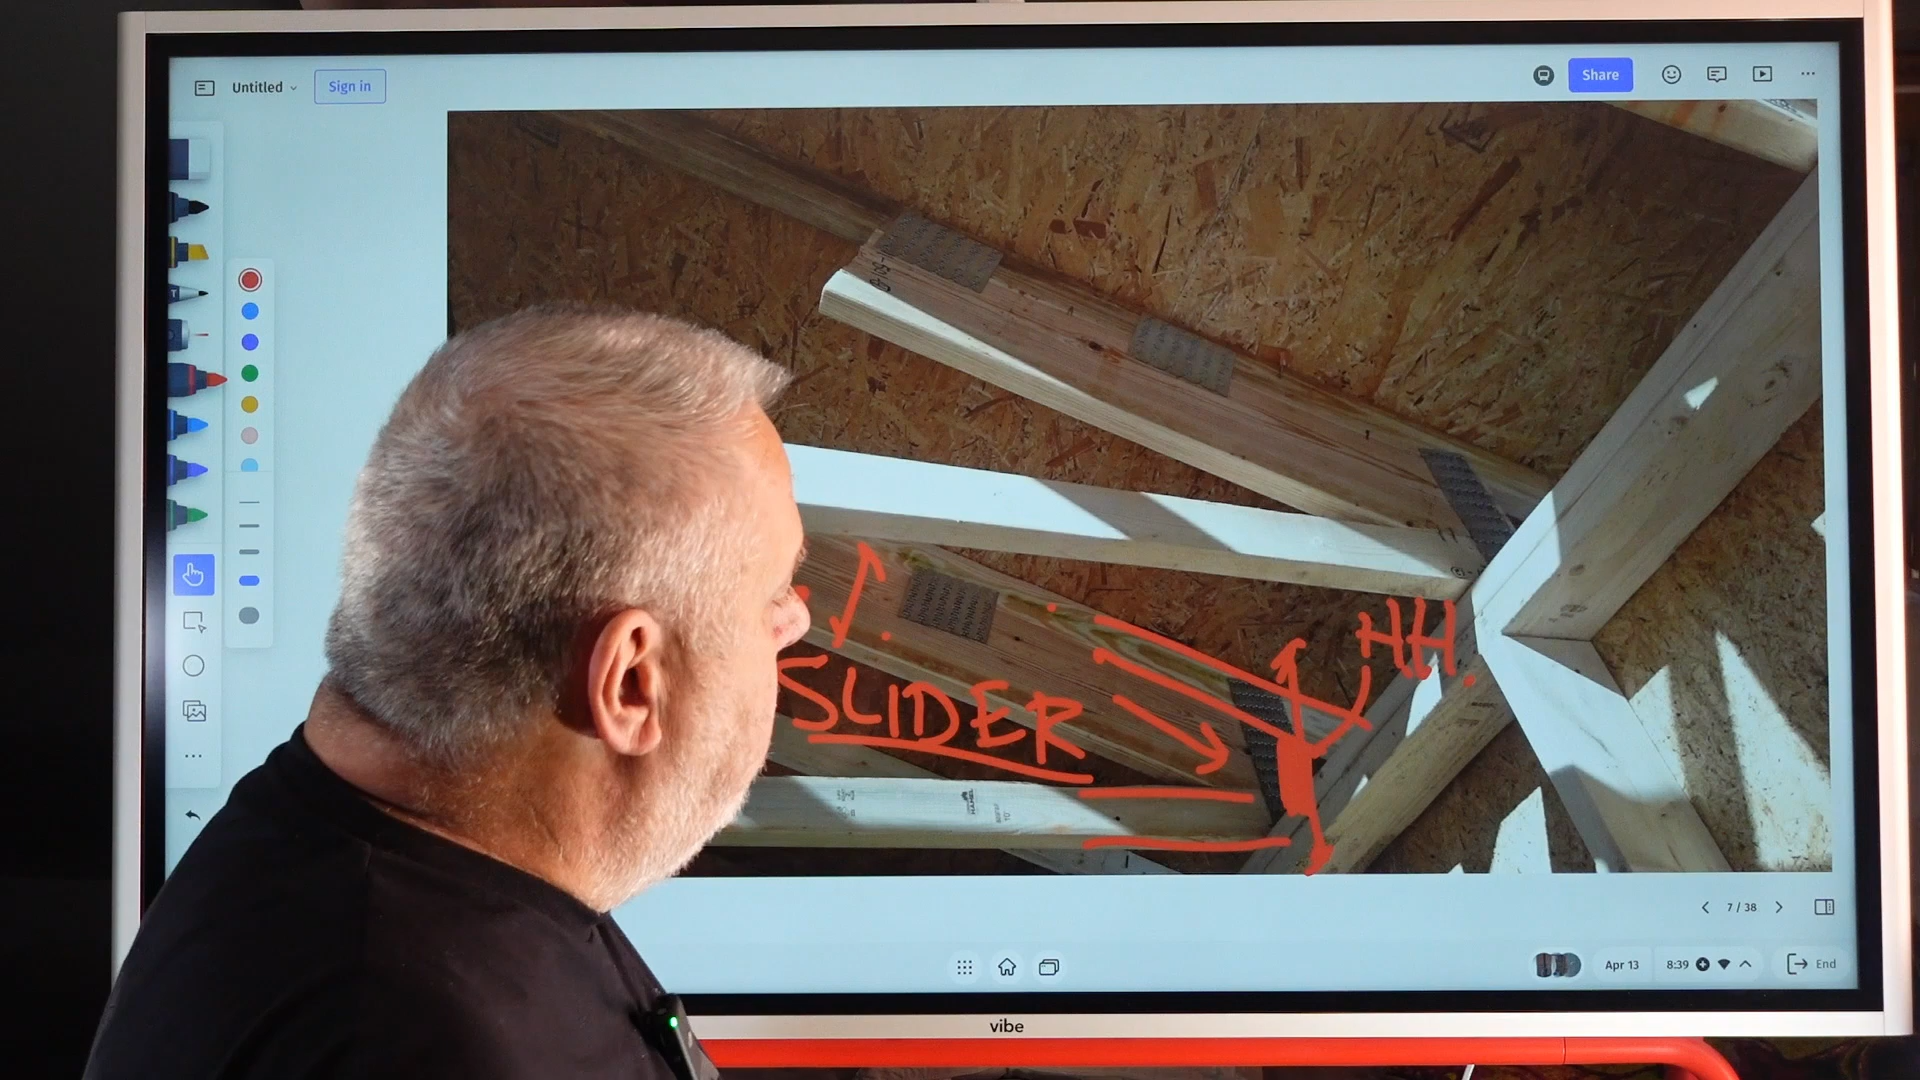 Untitled
Sign in
Share
HH.
SLIDER
7 / 38
Apr 13
8:39
End
vibe